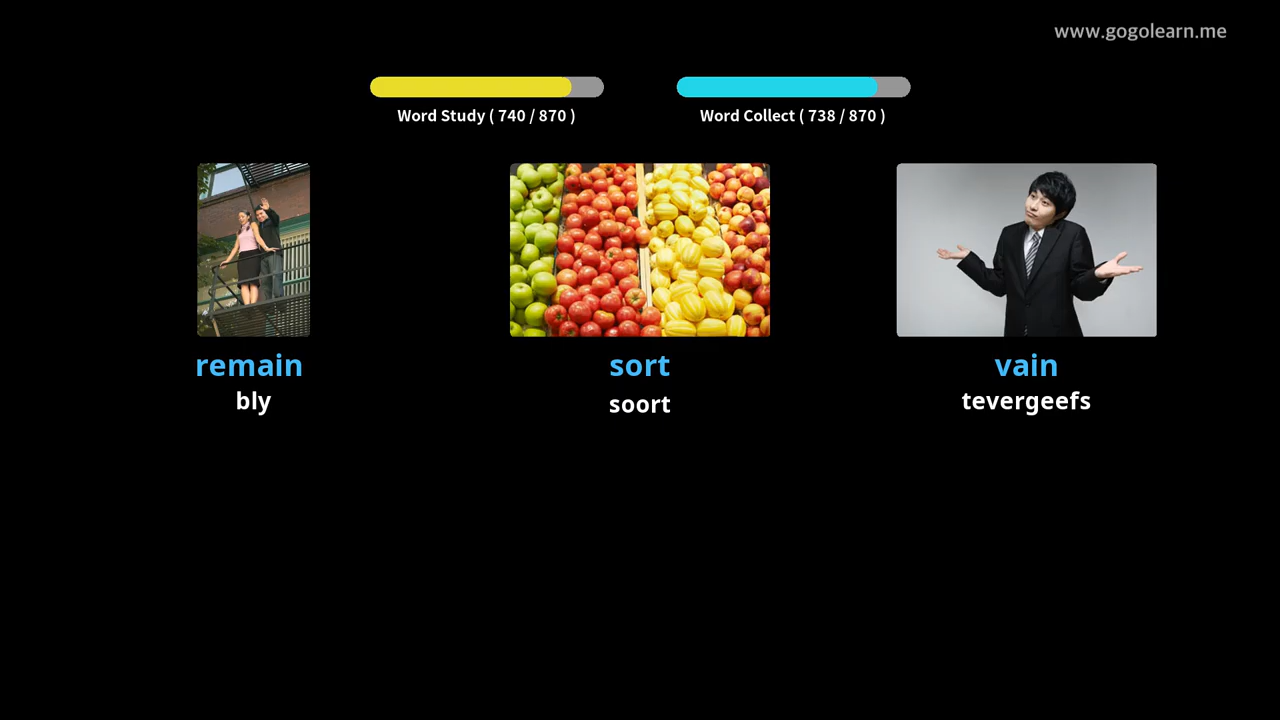 www.gogolearn.me
Word Study ( 740 / 870 )
Word Collect ( 738 / 870 )
remain
bly
sort
soort
vain
tevergeefs